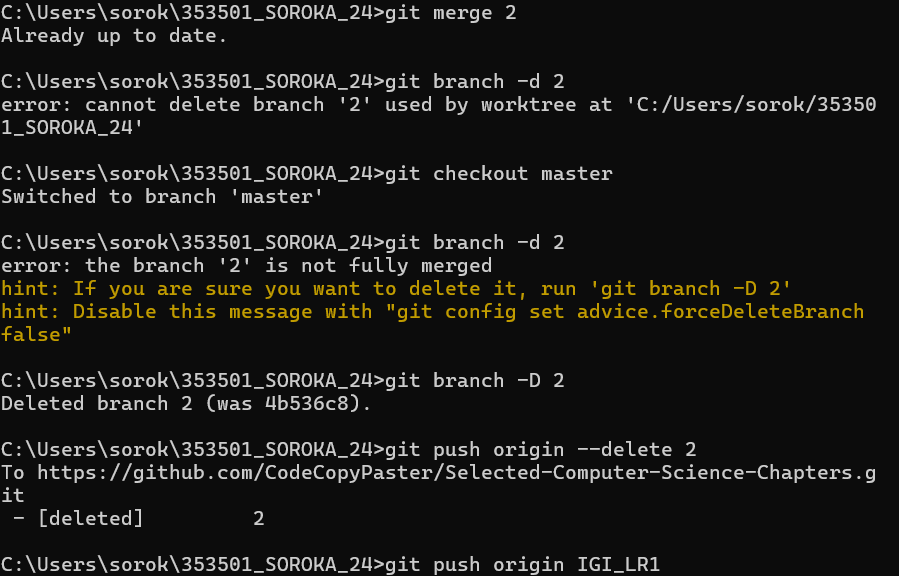 C:\Users\sorok\353501_SOROKA_24>git merge 2
Already up to date.
C:\Users\sorok\353501_SOROKA_24>git branch -d 2
error: cannot delete branch '2' used by worktree at 'C:/Users/sorok/35350
1_SOROKA_24'
C:\Users\sorok\353501_SOROKA_24>git checkout master
Switched to branch 'master'
C:\Users\sorok\353501_SOROKA_24>git branch -d 2
error: the branch '2' is not fully merged
hint: If you are sure you want to delete it, run 'git branch -D 2'
hint: Disable this message with "git config set advice.forceDeleteBranch
false"
C:\Users\sorok\353501_SOROKA_24>git branch -D 2
Deleted branch 2 (was 4b536c8).
C:\Users\sorok\353501_SOROKA_24>git push origin --delete 2
To https://github.com/CodeCopyPaster/Selected-Computer-Science-Chapters.g
it
 - [deleted]         2
C:\Users\sorok\353501_SOROKA_24>git push origin IGI_LR1